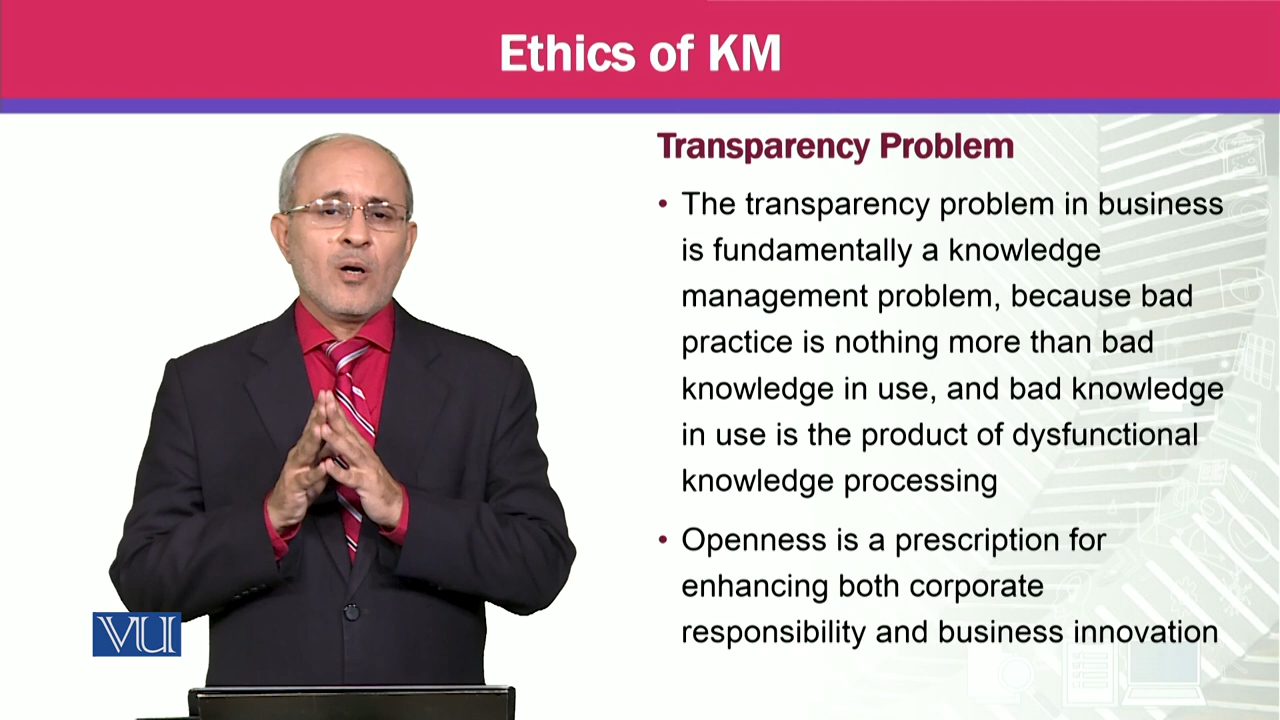 Ethics of KM
Transparency Problem
• The transparency problem in business
is fundamentally a knowledge
management problem, because bad
practice is nothing more than bad
knowledge in use, and bad knowledge
in use is the product of dysfunctional
knowledge processing
• Openness is a prescription for
enhancing both corporate
responsibility and business innovation
VU